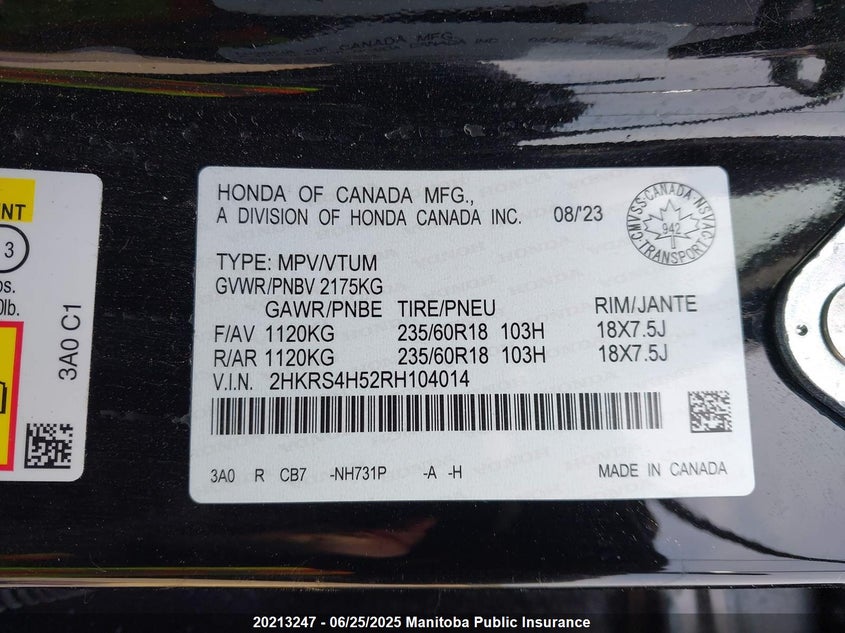 HONDA OF CANADA MFG.,
A DIVISION OF HONDA CANADA INC. 08/'23
CMVSS·CANADA·NSVAC
942
TRANSPORT
TYPE: MPV/VTUM
GVWR/PNBV 2175KG
GAWR/PNBE TIRE/PNEU RIM/JANTE
F/AV 1120KG 235/60R18 103H 18X7.5J
R/AR 1120KG 235/60R18 103H 18X7.5J
V.I.N. 2HKRS4H52RH104014
3A0 R CB7 -NH731P -A -H MADE IN CANADA
3
lb.
3A0 C1
20213247 - 06/25/2025 Manitoba Public Insurance